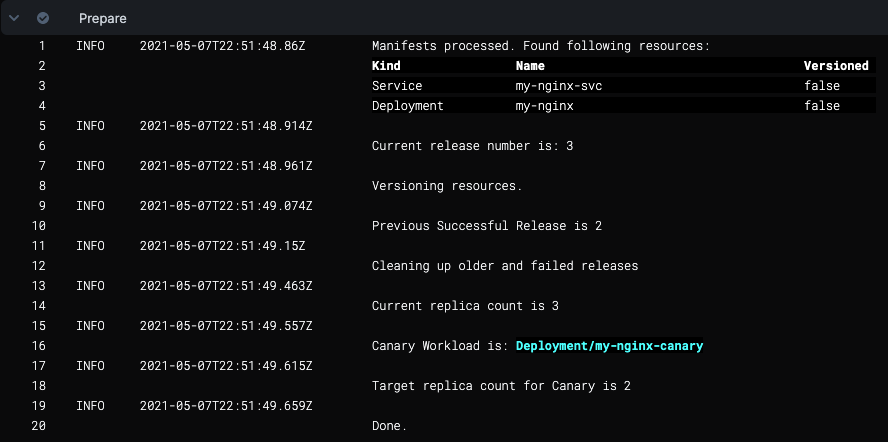 Prepare
1 INFO 2021-05-07T22:51:48.86Z Manifests processed. Found following resources:
2 Kind Name Versioned
3 Service my-nginx-svc false
4 Deployment my-nginx false
5 INFO 2021-05-07T22:51:48.914Z
6 Current release number is: 3
7 INFO 2021-05-07T22:51:48.961Z
8 Versioning resources.
9 INFO 2021-05-07T22:51:49.074Z
10 Previous Successful Release is 2
11 INFO 2021-05-07T22:51:49.15Z
12 Cleaning up older and failed releases
13 INFO 2021-05-07T22:51:49.463Z
14 Current replica count is 3
15 INFO 2021-05-07T22:51:49.557Z
16 Canary Workload is: Deployment/my-nginx-canary
17 INFO 2021-05-07T22:51:49.615Z
18 Target replica count for Canary is 2
19 INFO 2021-05-07T22:51:49.659Z
20 Done.